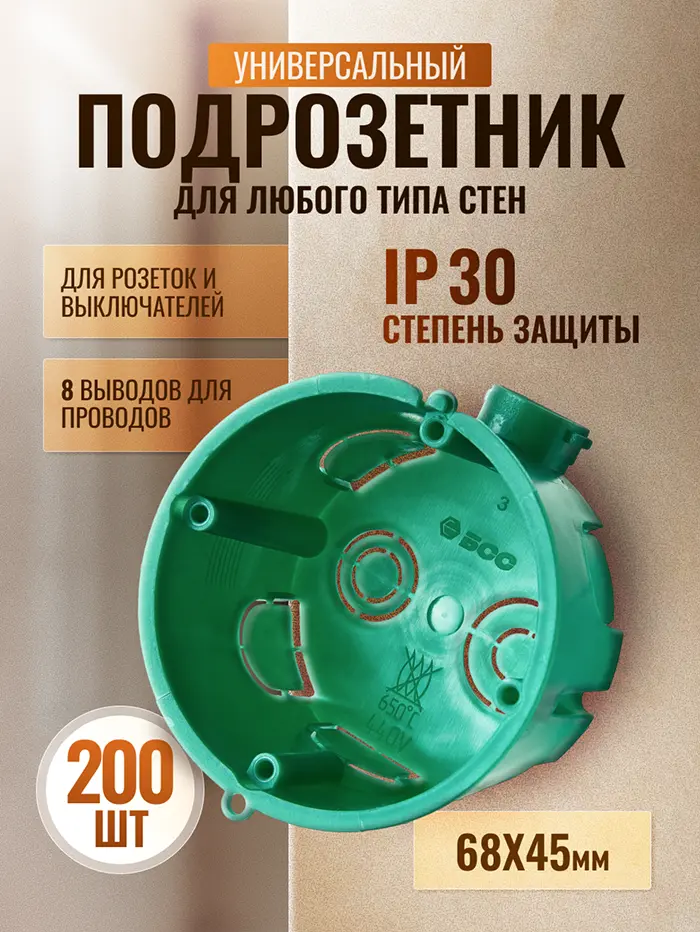 УНИВЕРСАЛЬНЫЙ
ПОДРОЗЕТНИК
ДЛЯ ЛЮБОГО ТИПА СТЕН
ДЛЯ РОЗЕТОК И
ВЫКЛЮЧАТЕЛЕЙ
IP 30
СТЕПЕНЬ ЗАЩИТЫ
8 ВЫВОДОВ ДЛЯ
ПРОВОДОВ
3
БСС
650°C
440V
200
ШТ
68X45мм